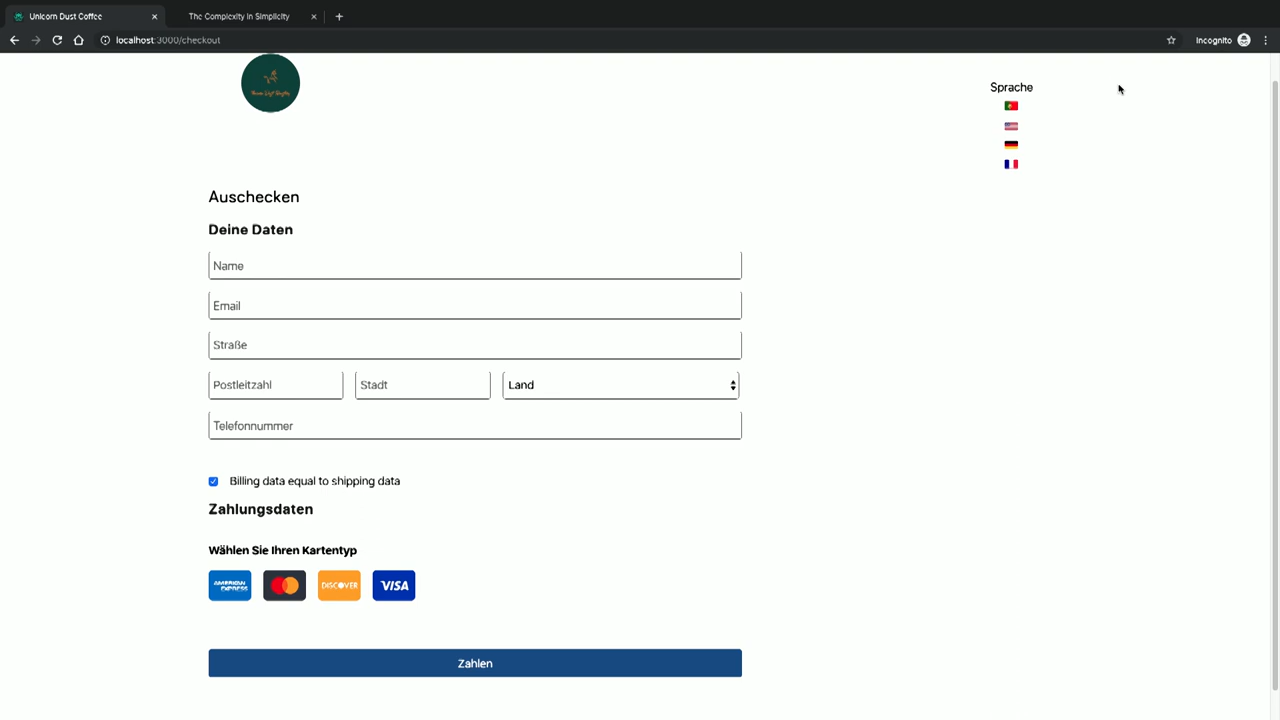 Unicorn Dust Coffee
The Complexity in Simplicity
localhost:3000/checkout
Incognito
Sprache
Auschecken
Deine Daten
Name
Email
Straße
Postleitzahl Stadt Land
Telefonnummer
Billing data equal to shipping data
Zahlungsdaten
Wählen Sie Ihren Kartentyp
AMERICAN EXPRESS DISCOVER VISA
Zahlen